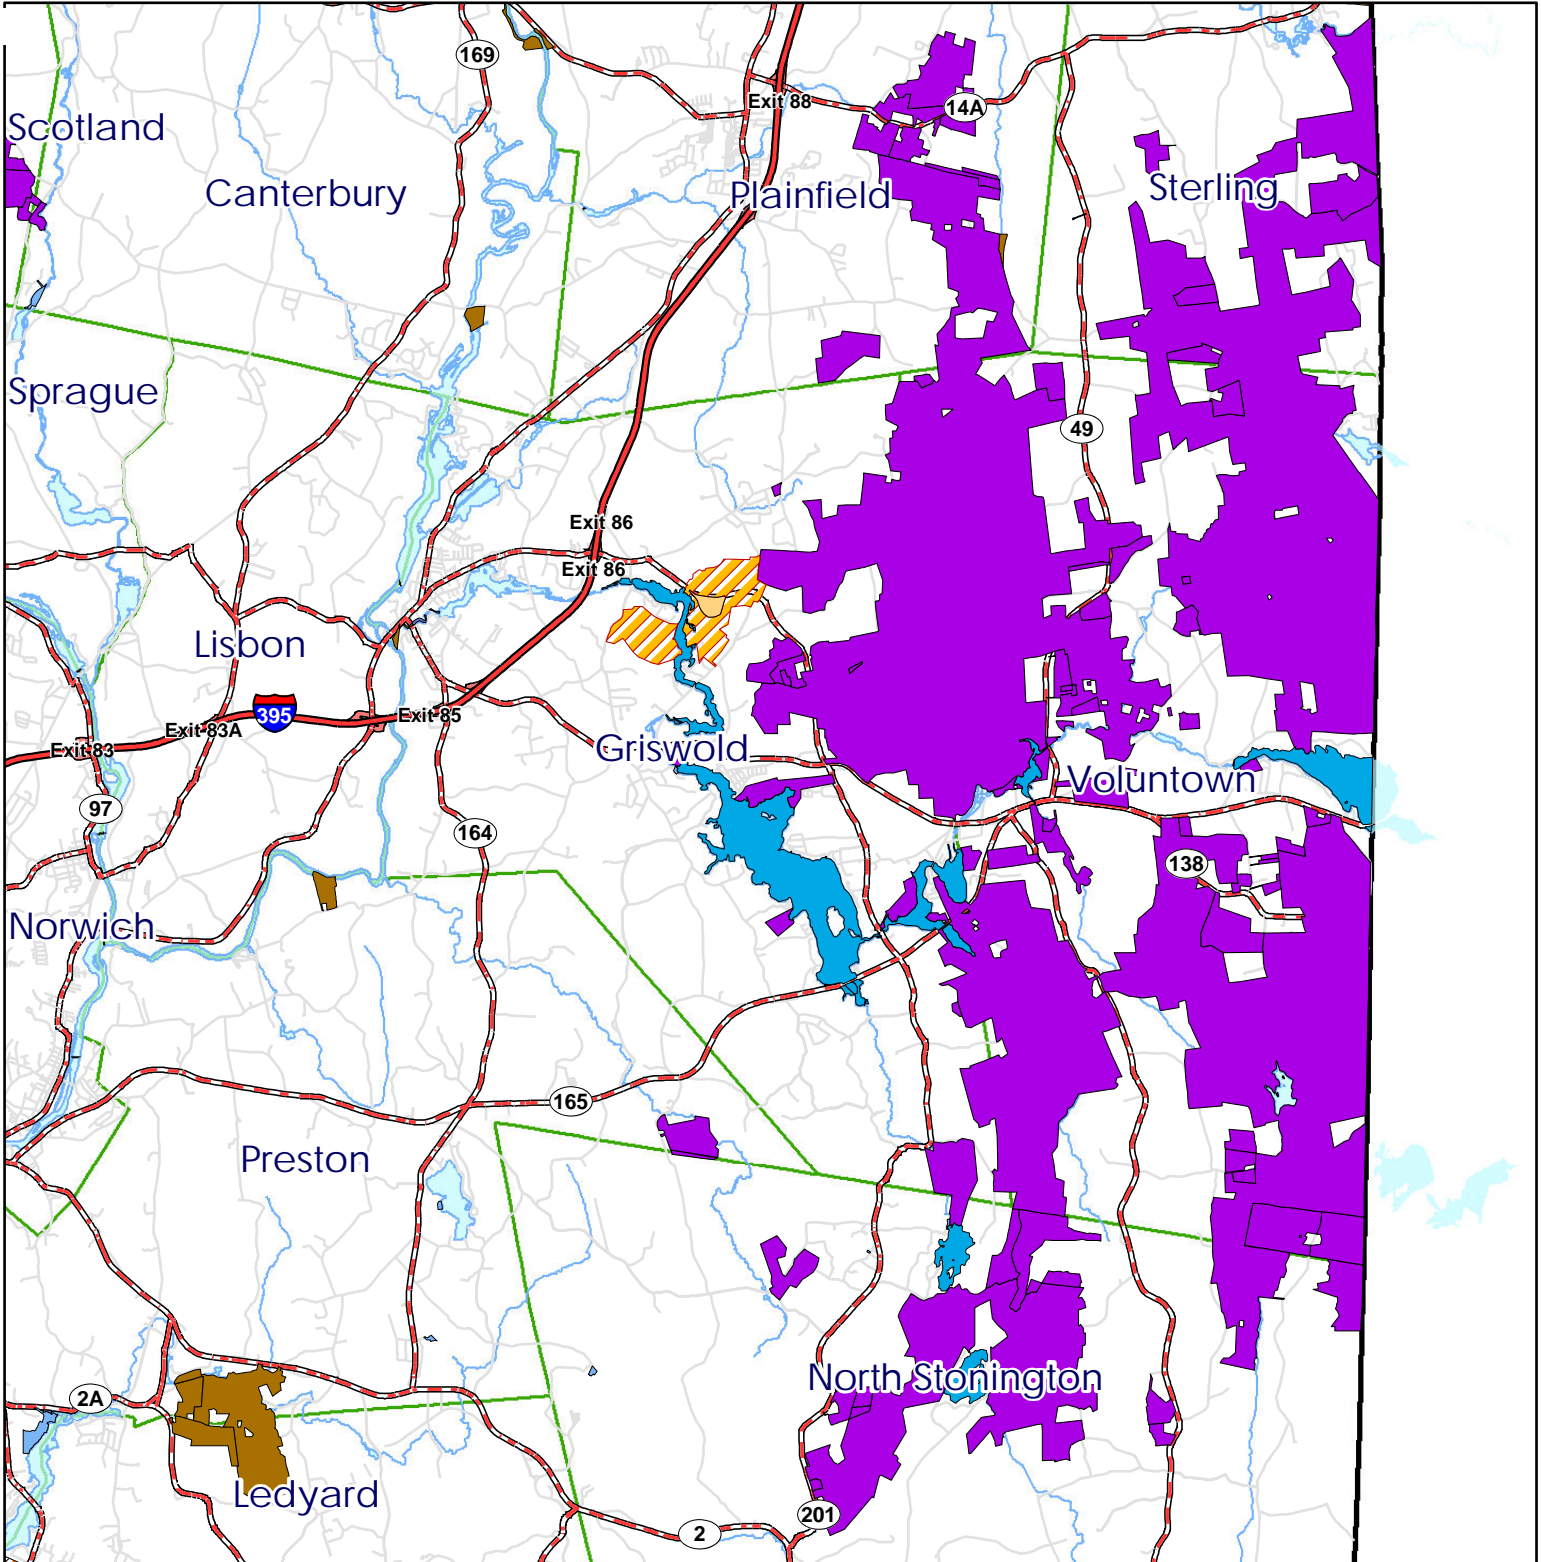 169
Exit 88
14A
Scotland
Canterbury
Plainfield
Sterling
Sprague
49
Exit 86
Exit 86
Lisbon
395
Exit 85
Exit 83A
Exit 83
Griswold
Voluntown
97
164
138
Norwich
165
Preston
North Stonington
2A
Ledyard
201
2